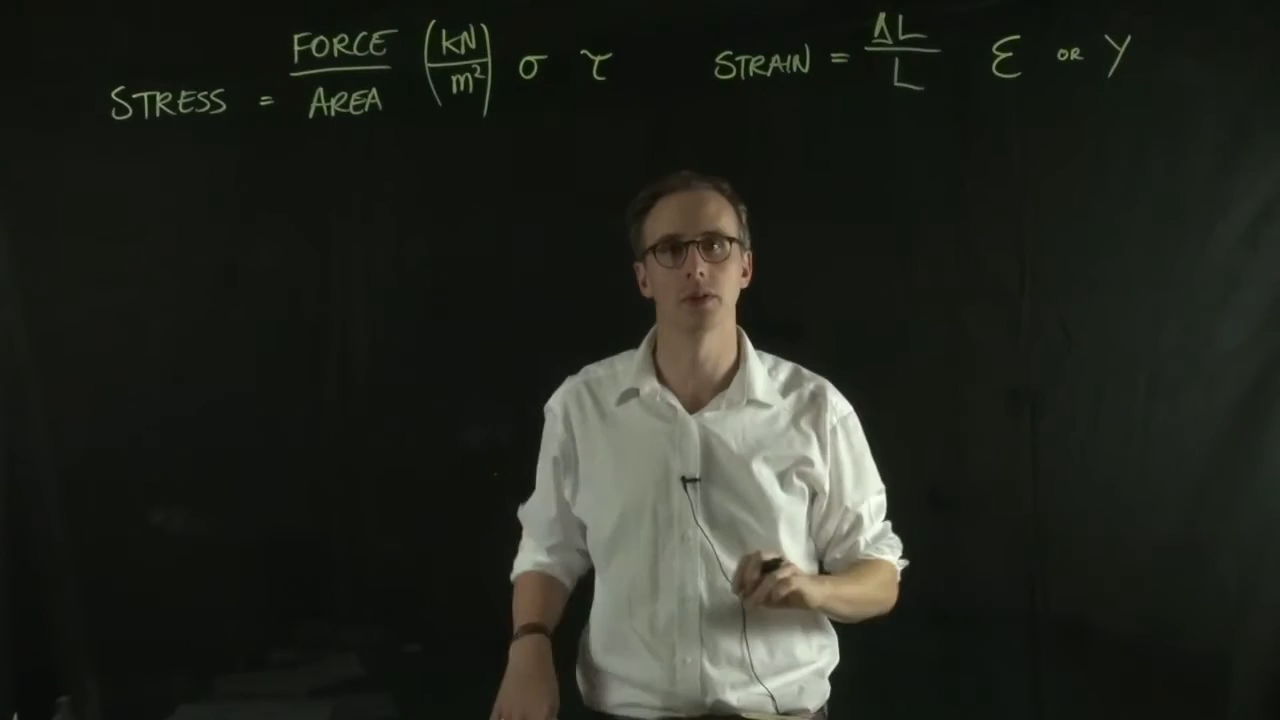 STRESS = FORCE/AREA (kN/m²) σ τ
STRAIN = ΔL/L ε OR γ